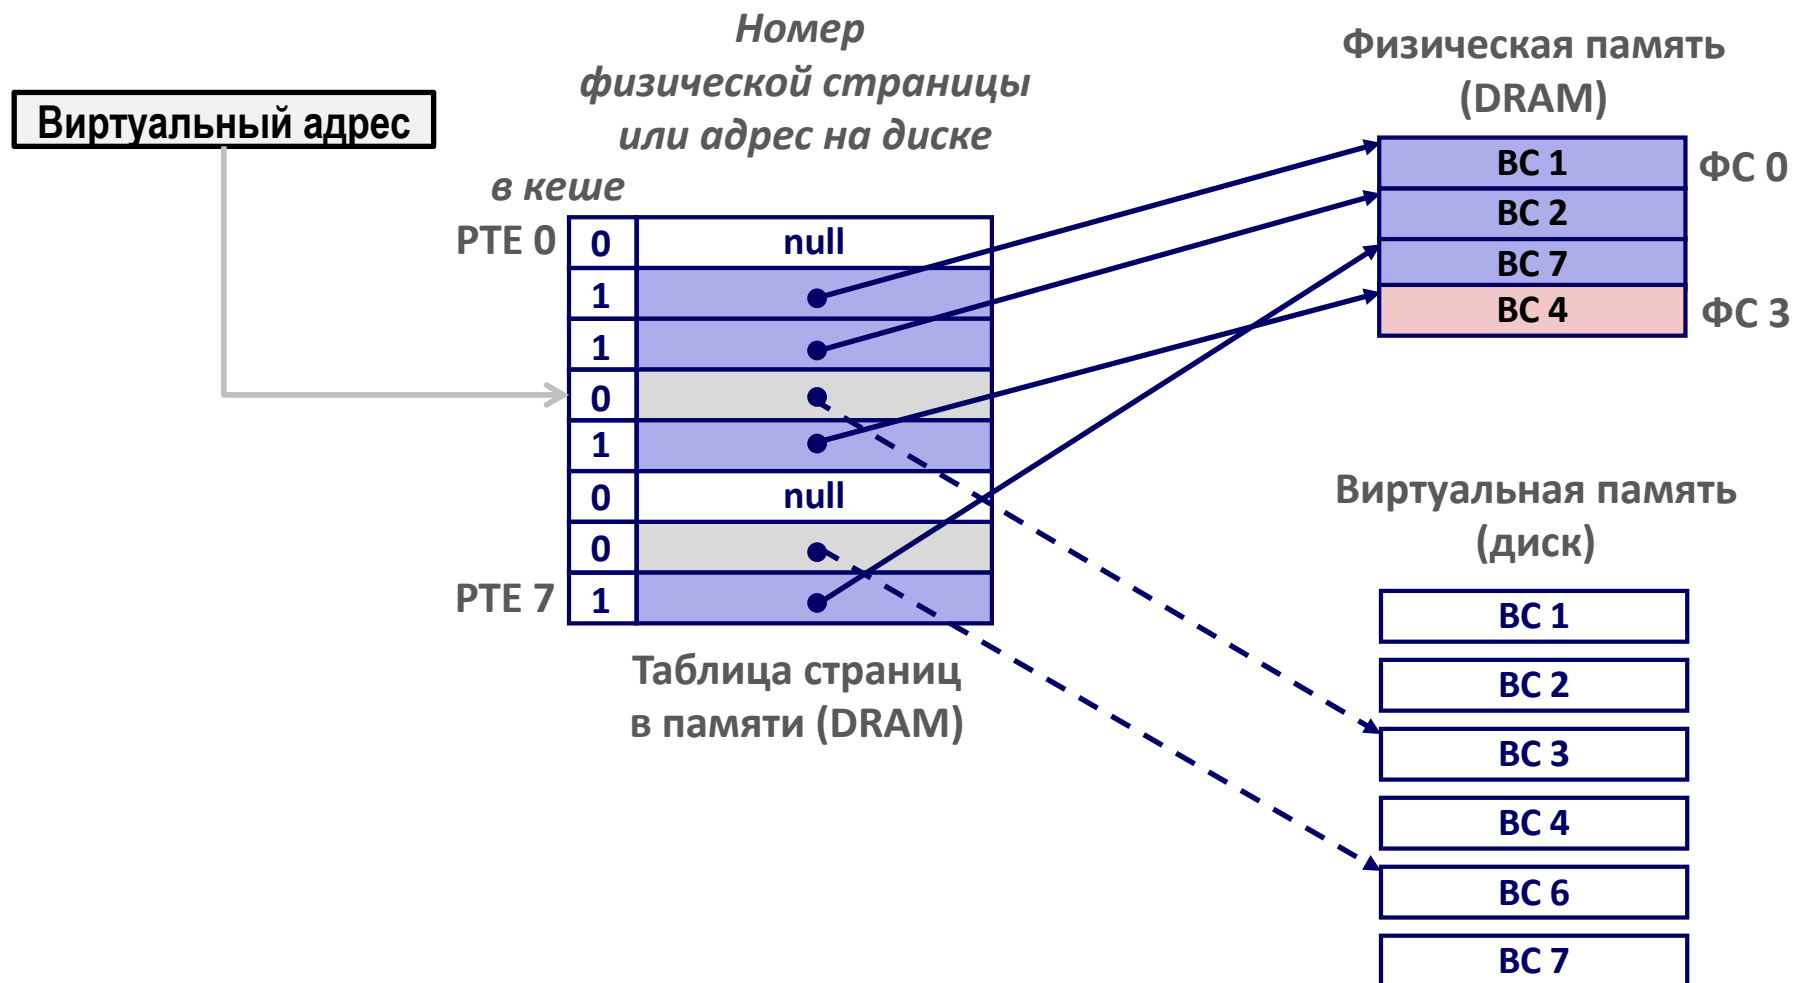 Номер
физической страницы
или адрес на диске
Физическая память
(DRAM)
Виртуальный адрес
в кеше
PTE 0
0
null
1
1
0
1
0
null
0
PTE 7
1
Таблица страниц
в памяти (DRAM)
ВС 1
ФС 0
ВС 2
ВС 7
ВС 4
ФС 3
Виртуальная память
(диск)
ВС 1
ВС 2
ВС 3
ВС 4
ВС 6
ВС 7